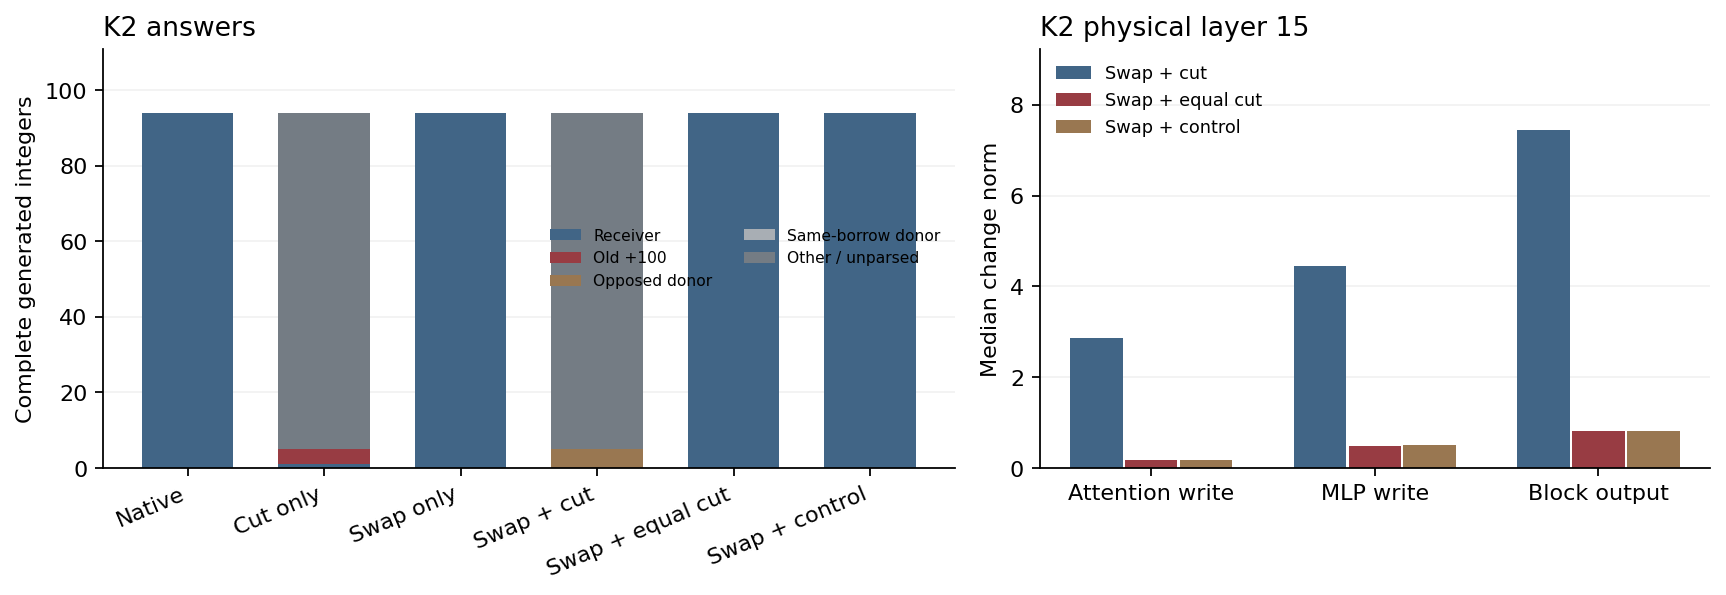 K2 answers
Complete generated integers
100
80
60
40
20
0
Receiver
Old +100
Opposed donor
Same-borrow donor
Other / unparsed
Native
Cut only
Swap only
Swap + cut
Swap + equal cut
Swap + control
K2 physical layer 15
Median change norm
8
6
4
2
0
Swap + cut
Swap + equal cut
Swap + control
Attention write
MLP write
Block output